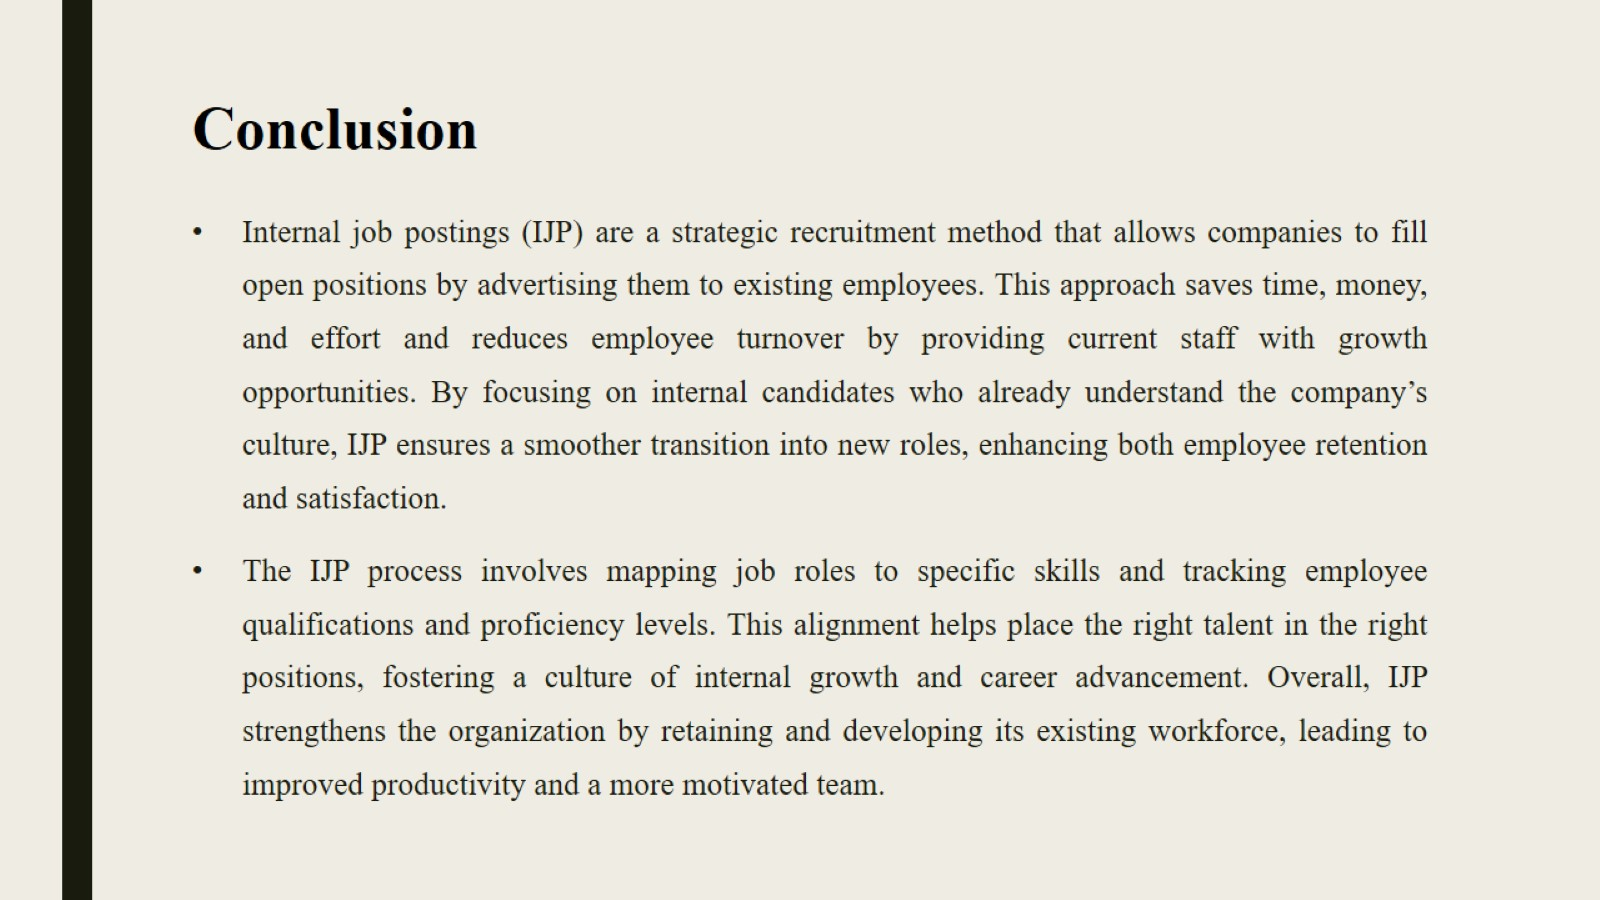 Conclusion
• Internal job postings (IJP) are a strategic recruitment method that allows companies to fill
open positions by advertising them to existing employees. This approach saves time, money,
and effort and reduces employee turnover by providing current staff with growth
opportunities. By focusing on internal candidates who already understand the company’s
culture, IJP ensures a smoother transition into new roles, enhancing both employee retention
and satisfaction.
• The IJP process involves mapping job roles to specific skills and tracking employee
qualifications and proficiency levels. This alignment helps place the right talent in the right
positions, fostering a culture of internal growth and career advancement. Overall, IJP
strengthens the organization by retaining and developing its existing workforce, leading to
improved productivity and a more motivated team.